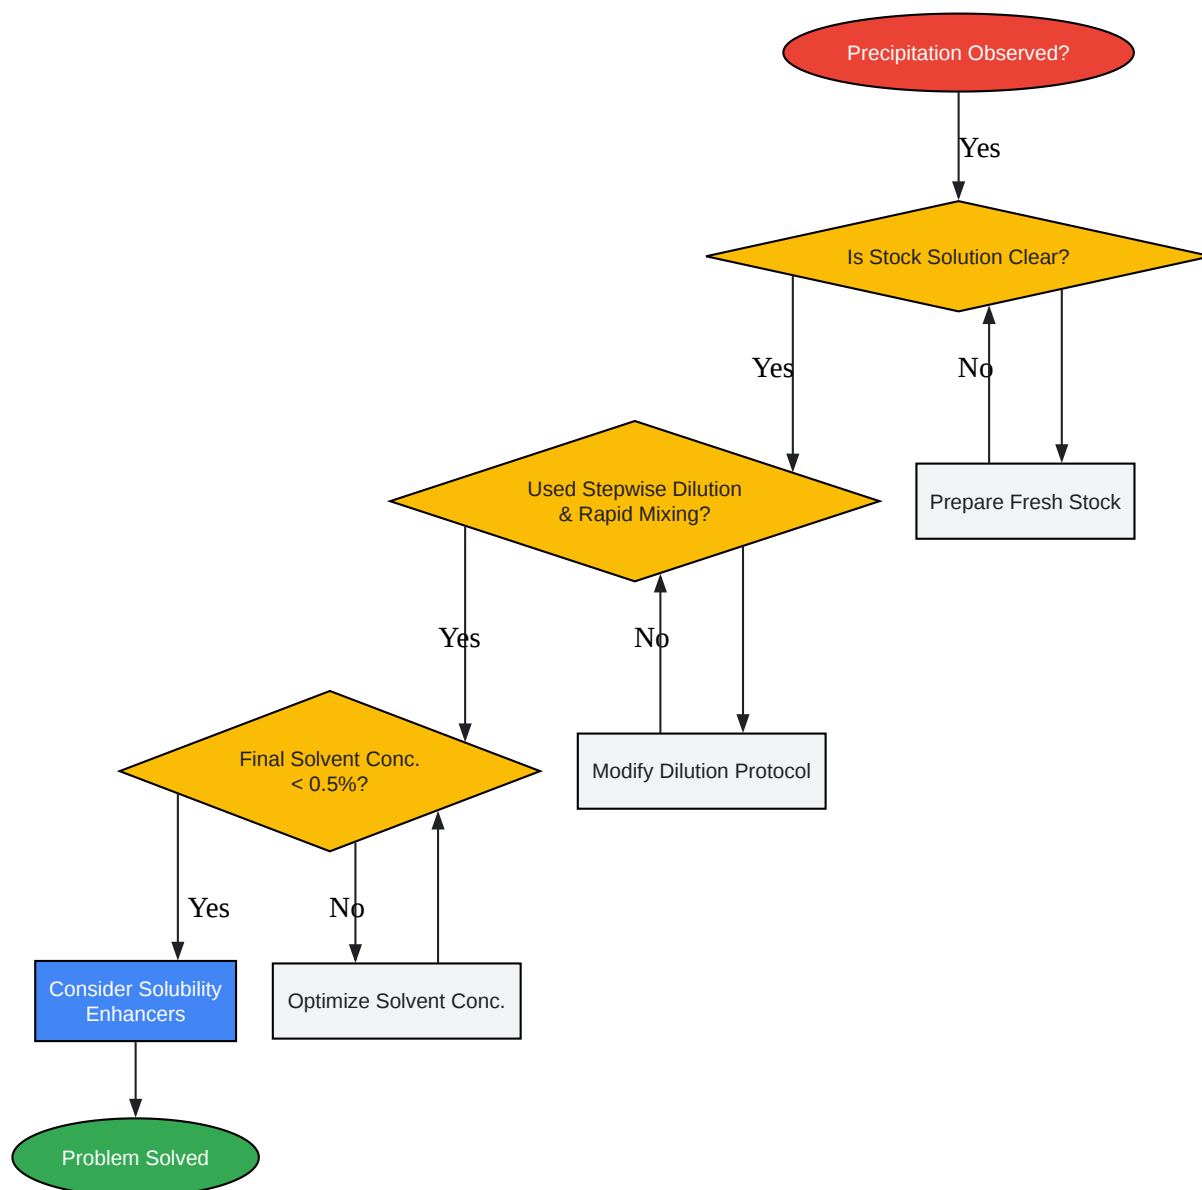 Precipitation Observed?
Yes
Is Stock Solution Clear?
Yes
No
Used Stepwise Dilution
& Rapid Mixing?
Prepare Fresh Stock
Yes
No
Final Solvent Conc.
< 0.5%?
Modify Dilution Protocol
Yes
No
Consider Solubility
Enhancers
Optimize Solvent Conc.
Problem Solved